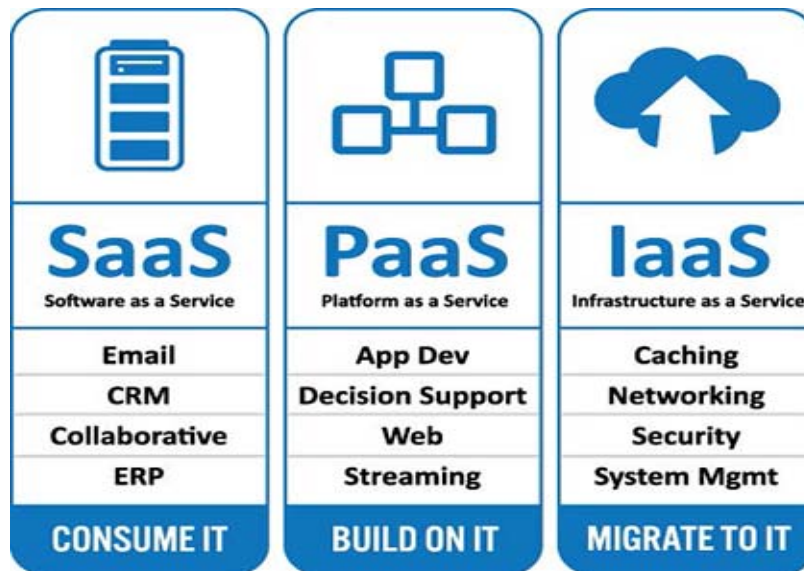 SaaS
Software as a Service
Email
CRM
Collaborative
ERP
CONSUME IT
PaaS
Platform as a Service
App Dev
Decision Support
Web
Streaming
BUILD ON IT
IaaS
Infrastructure as a Service
Caching
Networking
Security
System Mgmt
MIGRATE TO IT